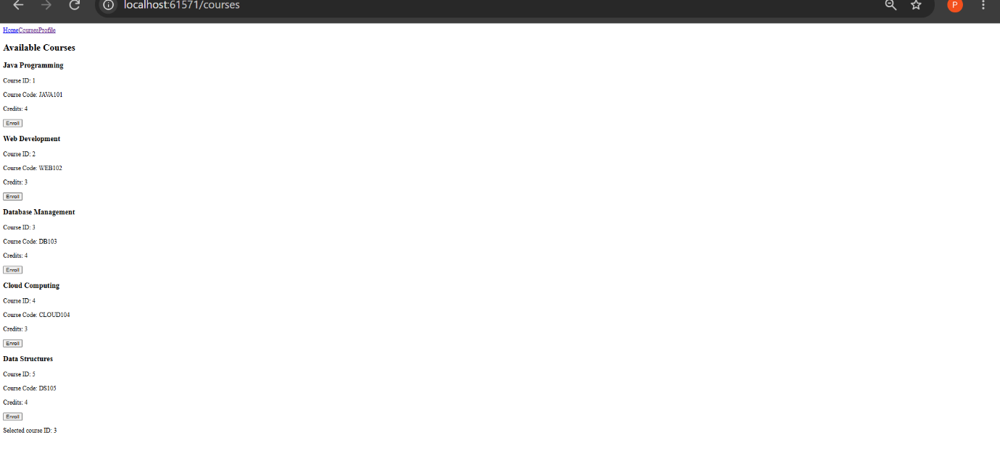 localhost:61571/courses
P
HomeCoursesProfile
Available Courses
Java Programming
Course ID: 1
Course Code: JAVA101
Credits: 4
Enroll
Web Development
Course ID: 2
Course Code: WEB102
Credits: 3
Enroll
Database Management
Course ID: 3
Course Code: DB103
Credits: 4
Enroll
Cloud Computing
Course ID: 4
Course Code: CLOUD104
Credits: 3
Enroll
Data Structures
Course ID: 5
Course Code: DS105
Credits: 4
Enroll
Selected course ID: 3